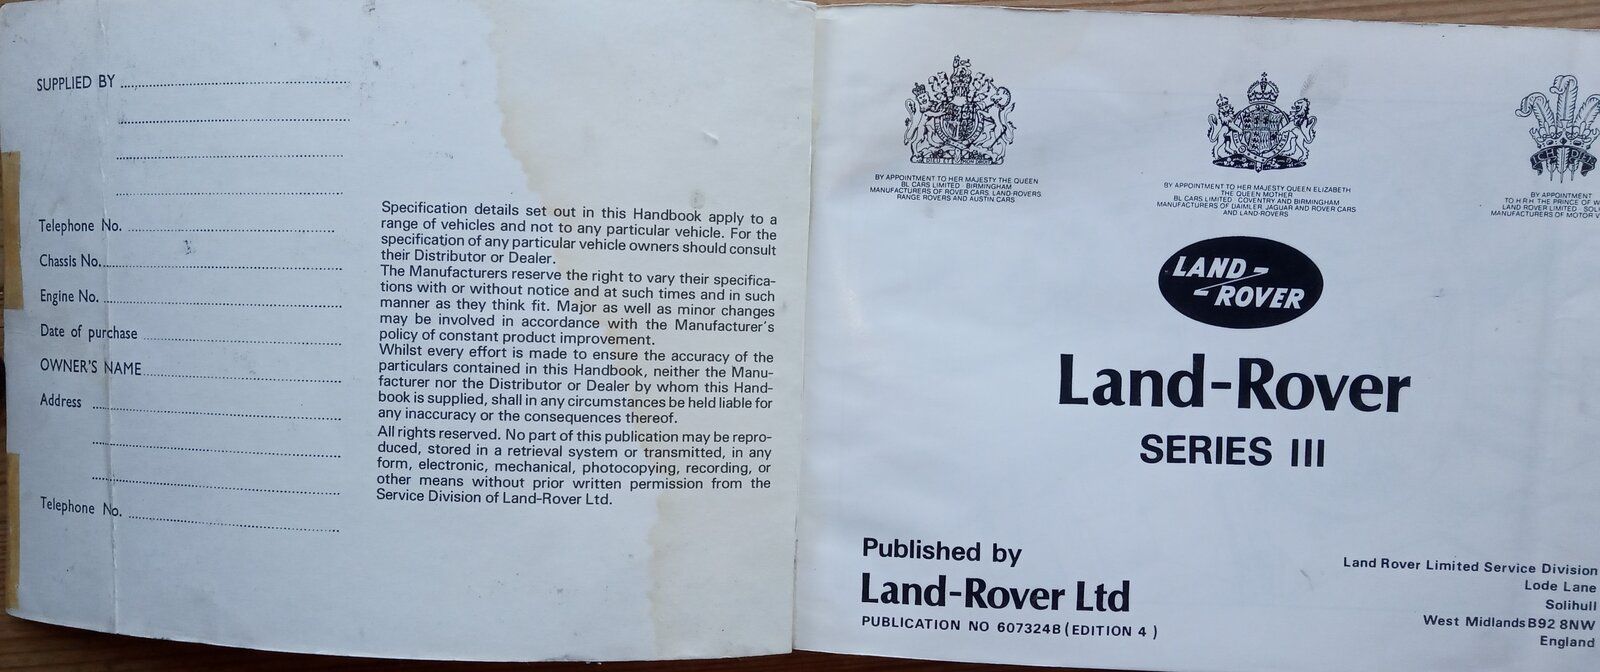 SUPPLIED BY
Telephone No.
Chassis No.
Engine No.
Date of purchase
OWNER'S NAME
Address
Telephone No.
Specification details set out in this Handbook apply to a
range of vehicles and not to any particular vehicle. For the
specification of any particular vehicle owners should consult
their Distributor or Dealer.
The Manufacturers reserve the right to vary their specifica-
tions with or without notice and at such times and in such
manner as they think fit. Major as well as minor changes
may be involved in accordance with the Manufacturer's
policy of constant product improvement.
Whilst every effort is made to ensure the accuracy of the
particulars contained in this Handbook, neither the Manu-
facturer nor the Distributor or Dealer by whom this Hand-
book is supplied, shall in any circumstances be held liable for
any inaccuracy or the consequences thereof.
All rights reserved. No part of this publication may be repro-
duced, stored in a retrieval system or transmitted, in any
form, electronic, mechanical, photocopying, recording, or
other means without prior written permission from the
Service Division of Land-Rover Ltd.
BY APPOINTMENT TO HER MAJESTY THE QUEEN
BL CARS LIMITED BIRMINGHAM
MANUFACTURERS OF ROVER CARS, LAND-ROVERS
RANGE ROVERS AND AUSTIN CARS
BY APPOINTMENT TO HER MAJESTY QUEEN ELIZABETH
THE QUEEN MOTHER
BL CARS LIMITED COVENTRY AND BIRMINGHAM
MANUFACTURERS OF DAIMLER, JAGUAR AND ROVER CARS
AND LAND-ROVERS
BY APPOINTMENT
TO H.R.H. THE PRINCE OF W
LAND ROVER LIMITED SOL
MANUFACTURERS OF MOTOR V
LAND-
-ROVER
Land-Rover
SERIES III
Published by
Land-Rover Ltd
PUBLICATION NO 607324B (EDITION 4)
Land Rover Limited Service Division
Lode Lane
Solihull
West Midlands B92 8NW
England